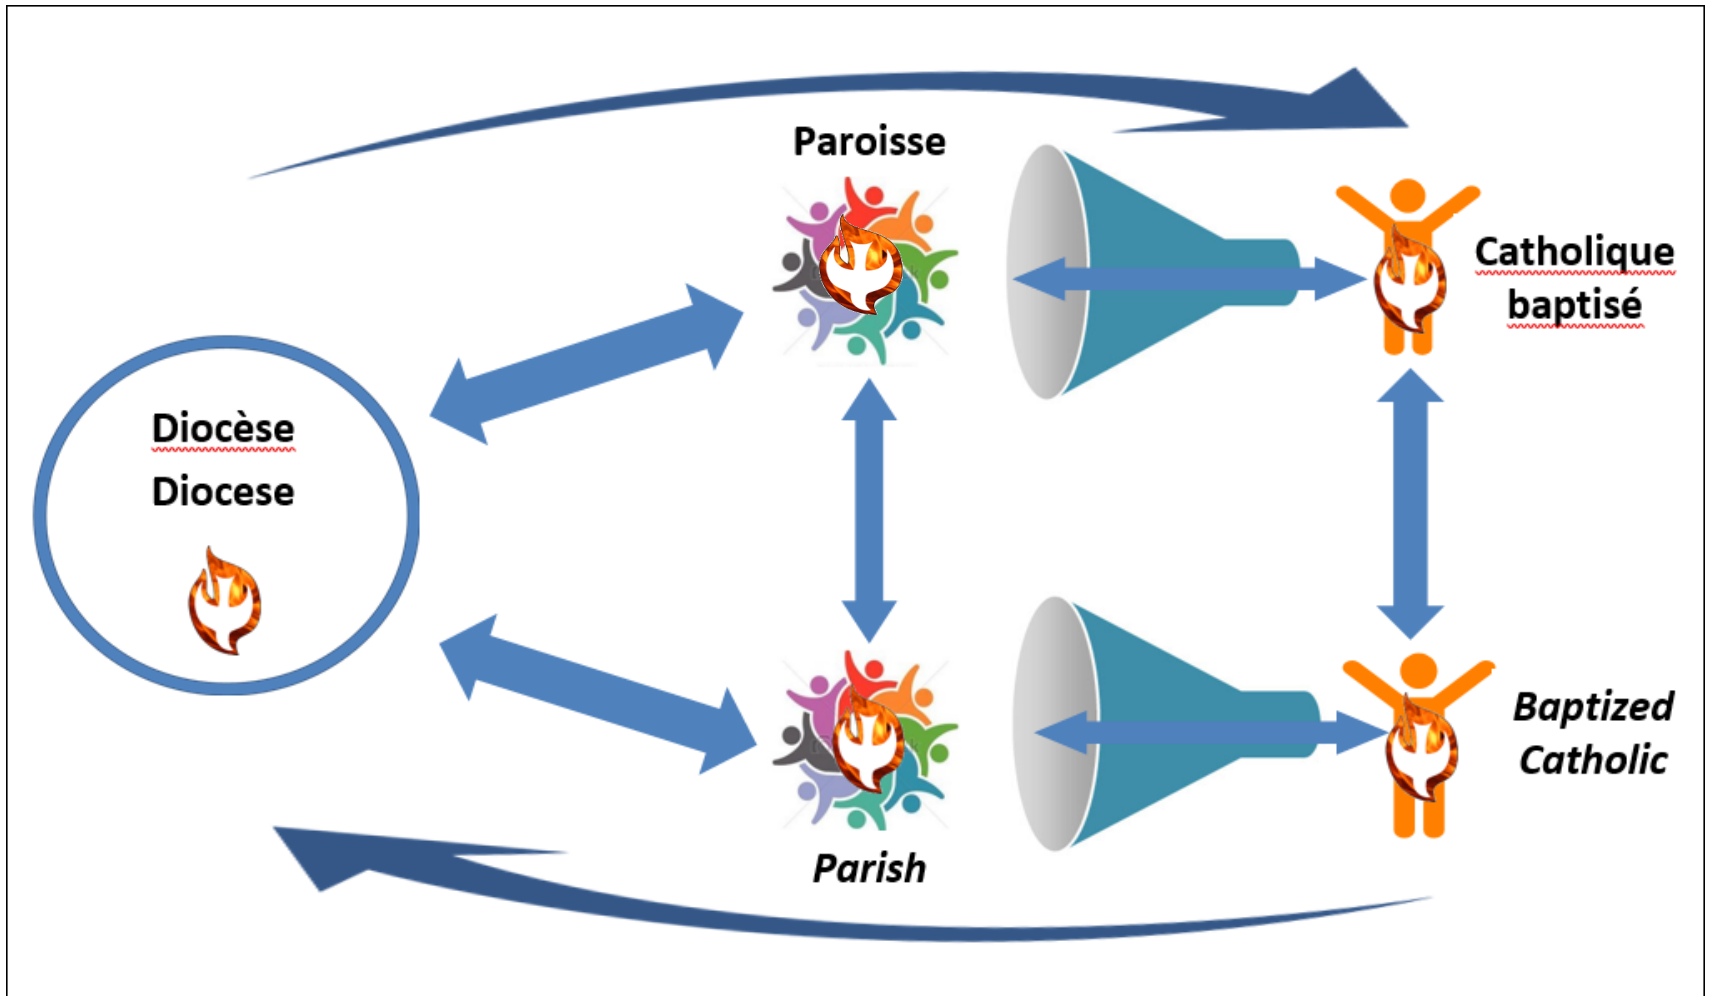 Paroisse
Catholique
baptisé
Diocèse
Diocese
Baptized
Catholic
Parish